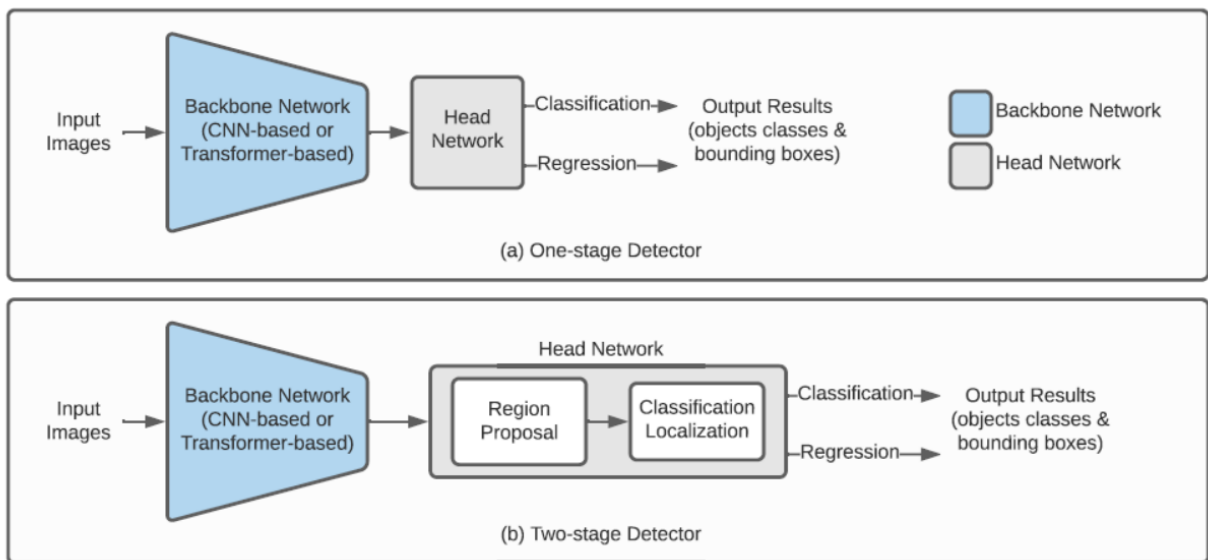 Input
Images
Backbone Network
(CNN-based or
Transformer-based)
Head
Network
Classification
Regression
Output Results
(objects classes &
bounding boxes)
Backbone Network
Head Network
(a) One-stage Detector
Head Network
Input
Images
Backbone Network
(CNN-based or
Transformer-based)
Region
Proposal
Classification
Localization
Classification
Regression
Output Results
(objects classes &
bounding boxes)
(b) Two-stage Detector